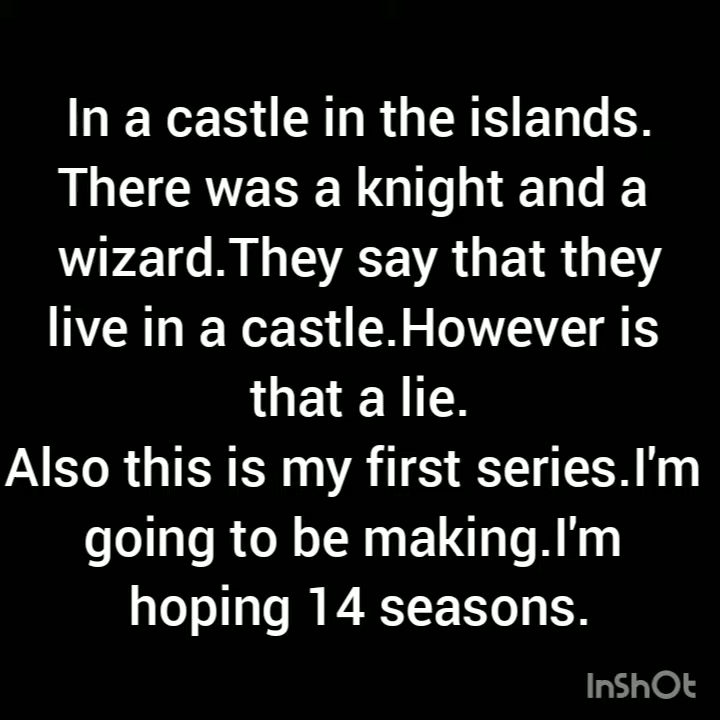 In a castle in the islands.
There was a knight and a
wizard.They say that they
live in a castle.However is
that a lie.
Also this is my first series.I'm
going to be making.I'm
hoping 14 seasons.
InShOt